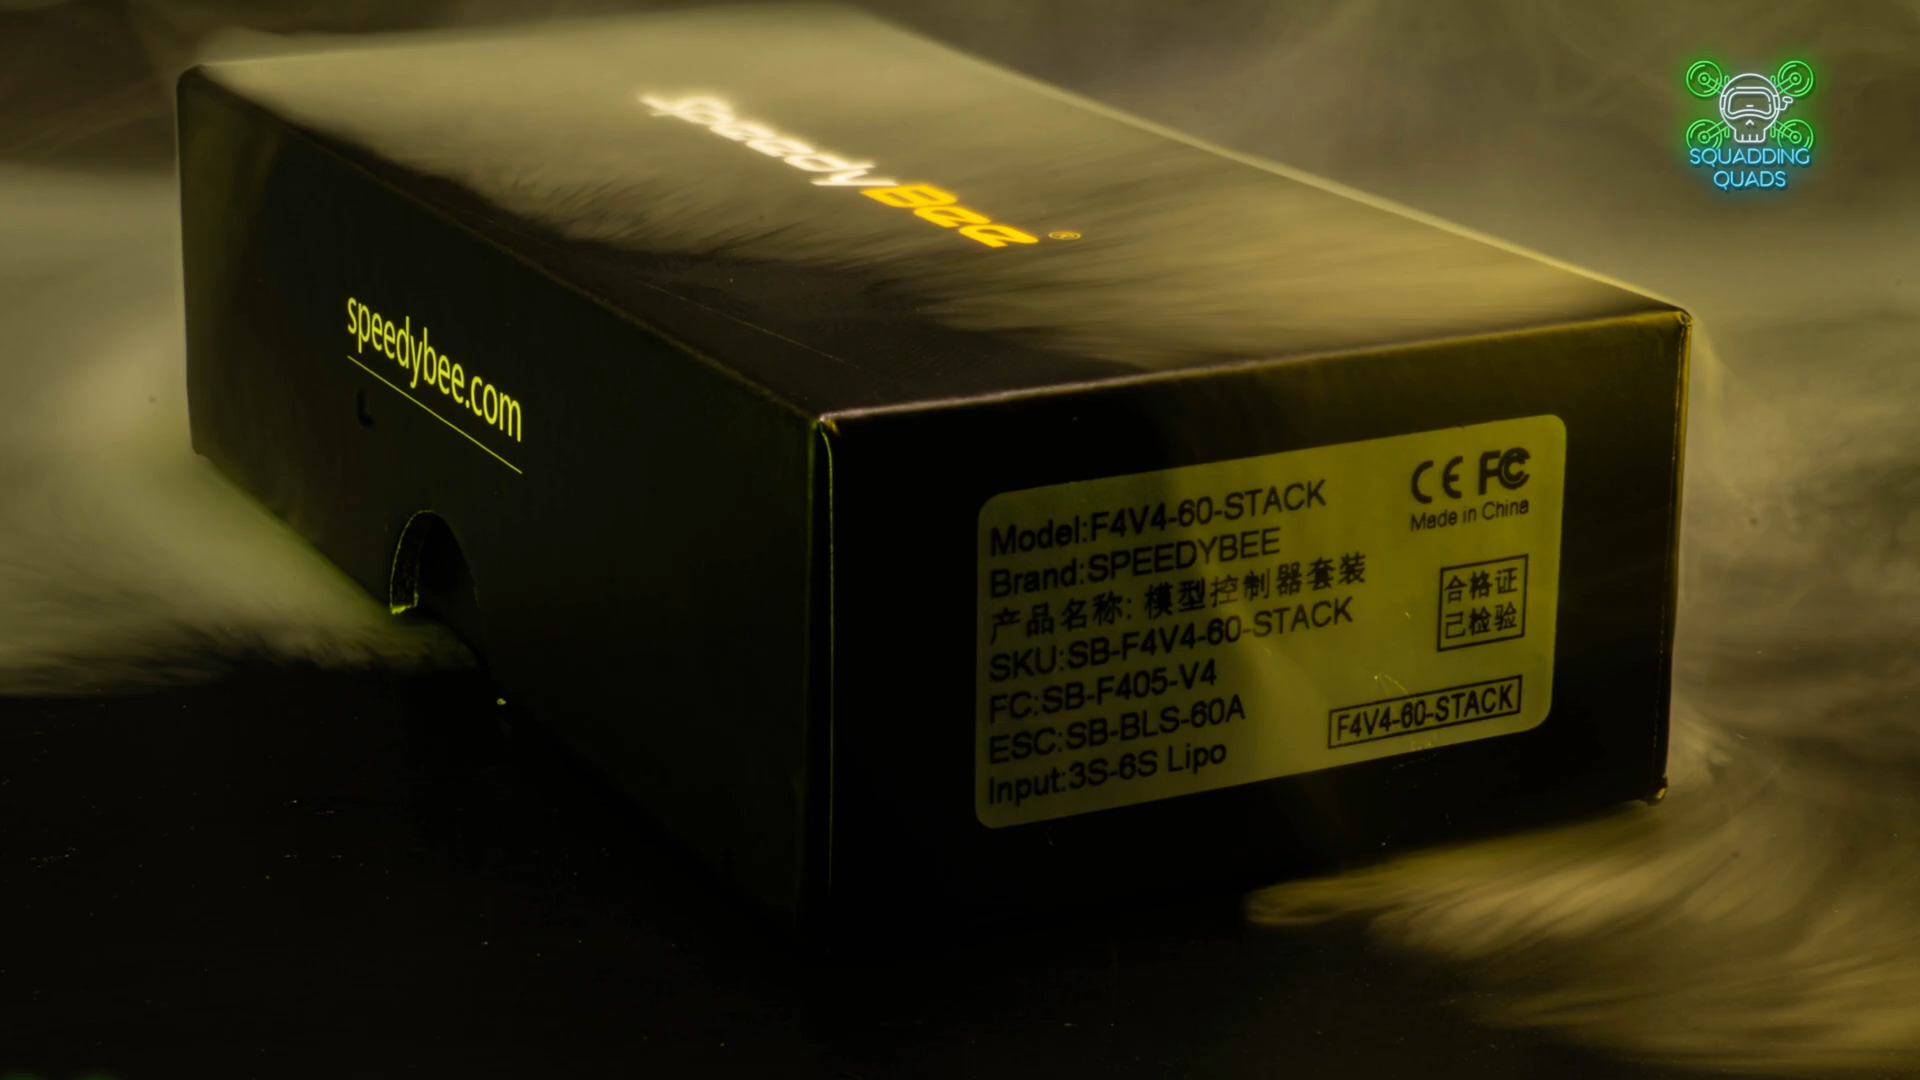 SpeedyBee®
SQUADDING
QUADS
speedybee.com
Model:F4V4-60-STACK
Brand:SPEEDYBEE
产品名称: 模型控制器套装
SKU:SB-F4V4-60-STACK
FC:SB-F405-V4
ESC:SB-BLS-60A
Input:3S-6S Lipo
CE FC
Made in China
合格证
已检验
F4V4-60-STACK